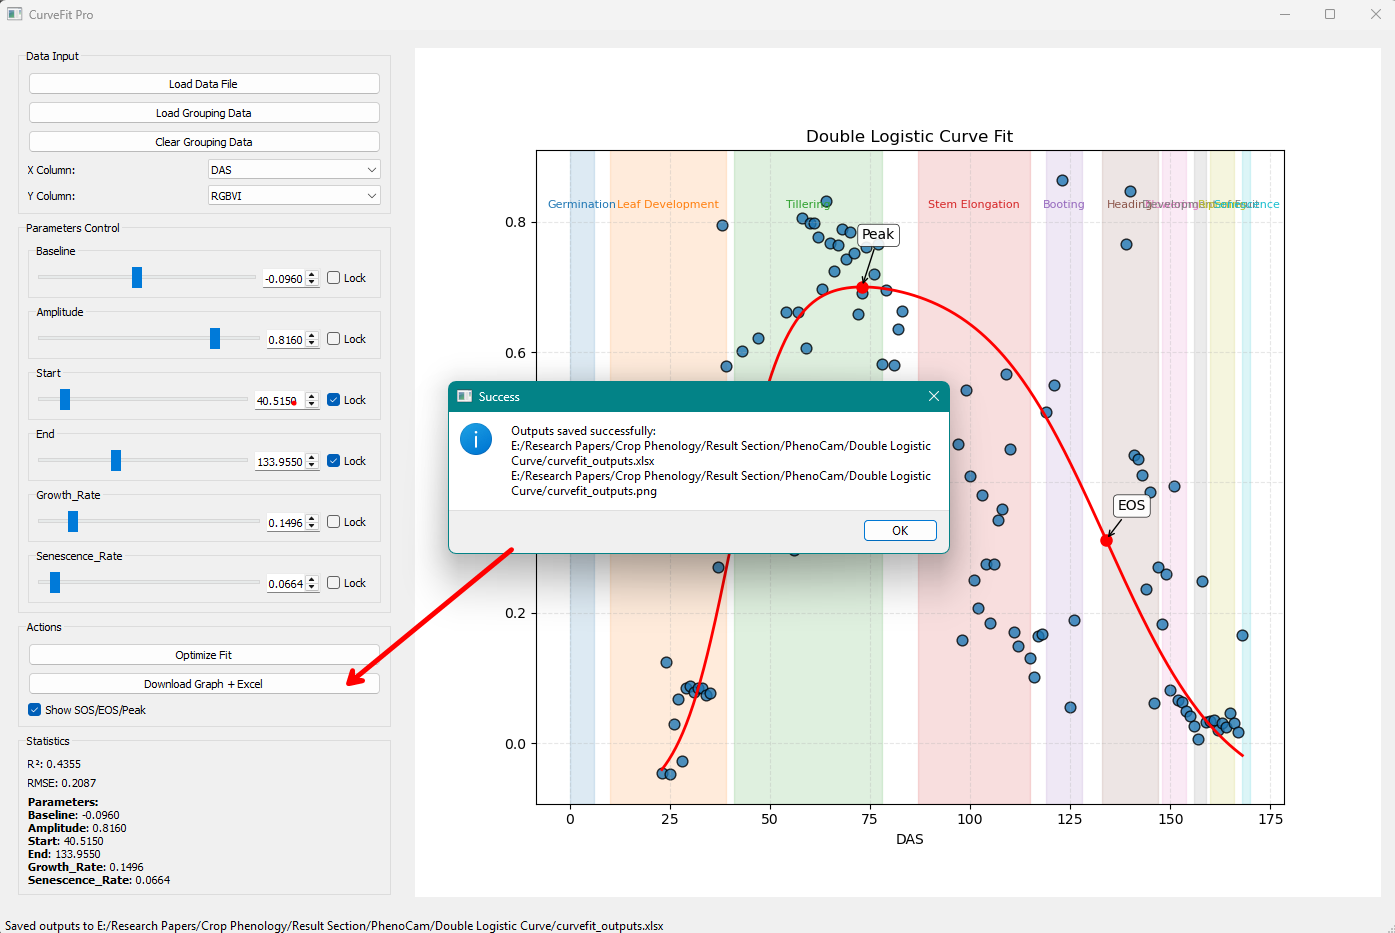 CurveFit Pro
Data Input
Load Data File
Load Grouping Data
Clear Grouping Data
X Column:
DAS
Y Column:
RGBVI
Parameters Control
Baseline
-0.0960
Lock
Amplitude
0.8160
Lock
Start
40.5150
Lock
End
133.9550
Lock
Growth_Rate
0.1496
Lock
Senescence_Rate
0.0664
Lock
Actions
Optimize Fit
Download Graph + Excel
Show SOS/EOS/Peak
Statistics
R²: 0.4355
RMSE: 0.2087
Parameters:
Baseline: -0.0960
Amplitude: 0.8160
Start: 40.5150
End: 133.9550
Growth_Rate: 0.1496
Senescence_Rate: 0.0664
Double Logistic Curve Fit
Germination
Leaf Development
Tillering
Stem Elongation
Booting
Heading
Senescence
Peak
EOS
0.8
0.6
0.2
0.0
0
25
50
75
100
125
150
175
DAS
Success
Outputs saved successfully:
E:/Research Papers/Crop Phenology/Result Section/PhenoCam/Double Logistic
Curve/curvefit_outputs.xlsx
E:/Research Papers/Crop Phenology/Result Section/PhenoCam/Double Logistic
Curve/curvefit_outputs.png
OK
Saved outputs to E:/Research Papers/Crop Phenology/Result Section/PhenoCam/Double Logistic Curve/curvefit_outputs.xlsx